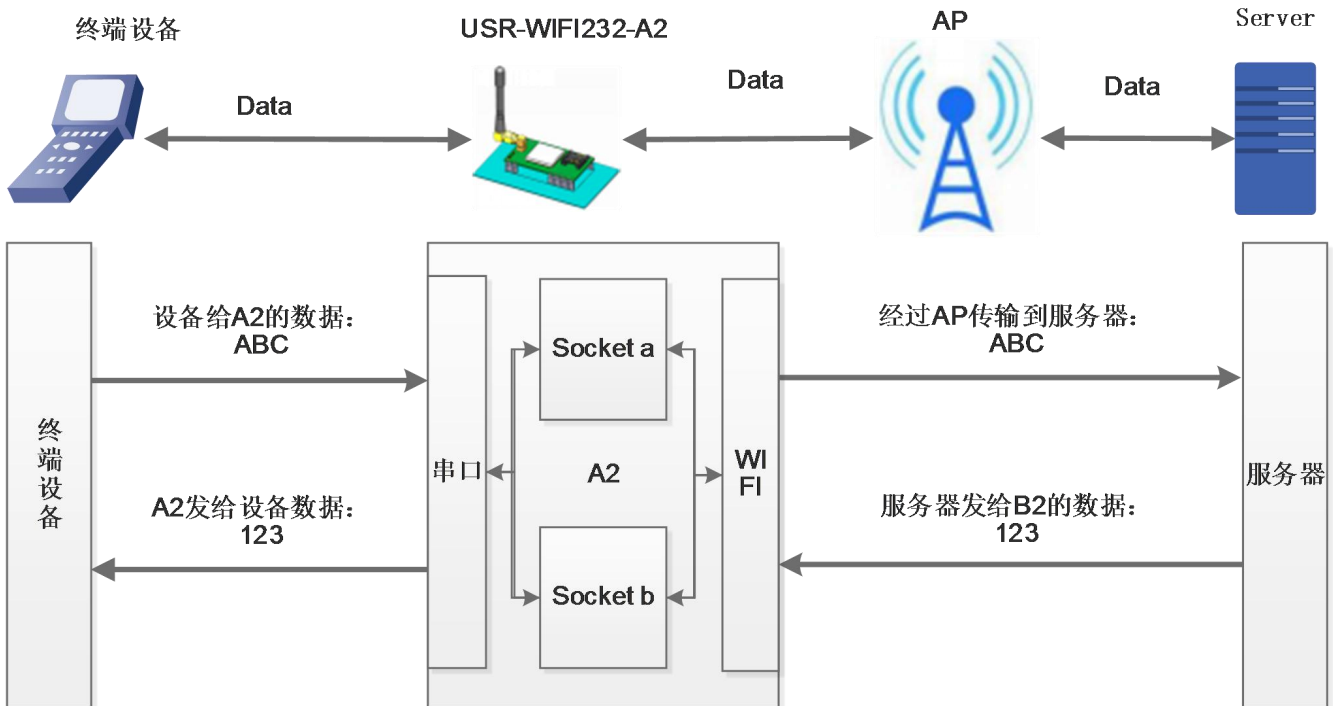 终端设备
USR-WIFI232-A2
AP
Server
Data
Data
Data
设备给A2的数据：
ABC
经过AP传输到服务器：
ABC
Socket a
终
端
设
备
串口
A2
WI
FI
服务器
A2发给设备数据：
123
服务器发给B2的数据：
123
Socket b